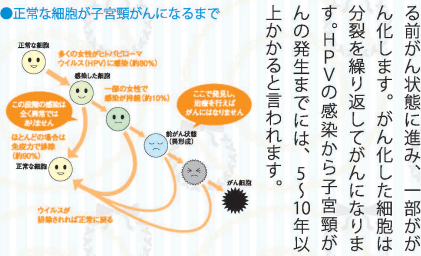 ●正常な細胞が子宮頸がんになるまで
正常な細胞
多くの女性がヒトパピローマ
ウイルス(HPV)に感染(約80%)
感染した細胞
一部の女性で
感染が持続(約10%)
この段階の感染は
全く異常では
ありません
ここで発見し、
治療を行えば
がんになりません
ほとんどの場合は
免疫力で排除
(約90%)
正常な細胞
前がん状態
(異形成)
がん細胞
ウイルスが
排除されれば正常に戻る
る前がん状態に進み、一部がが
ん化します。がん化した細胞は
分裂を繰り返してがんになりま
す。HPVの感染から子宮頸が
んの発生までには、5～10年以
上かかると言われます。